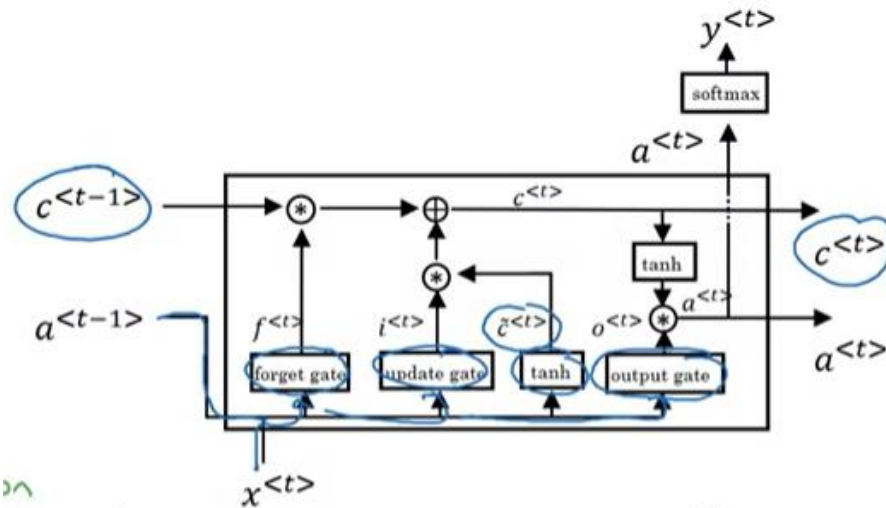 y<t>
softmax
a<t>
c<t-1>
c<t>
c<t>
tanh
a<t-1>
f<t>
i<t>
c̃<t>
o<t>
a<t>
a<t>
forget gate
update gate
tanh
output gate
x<t>